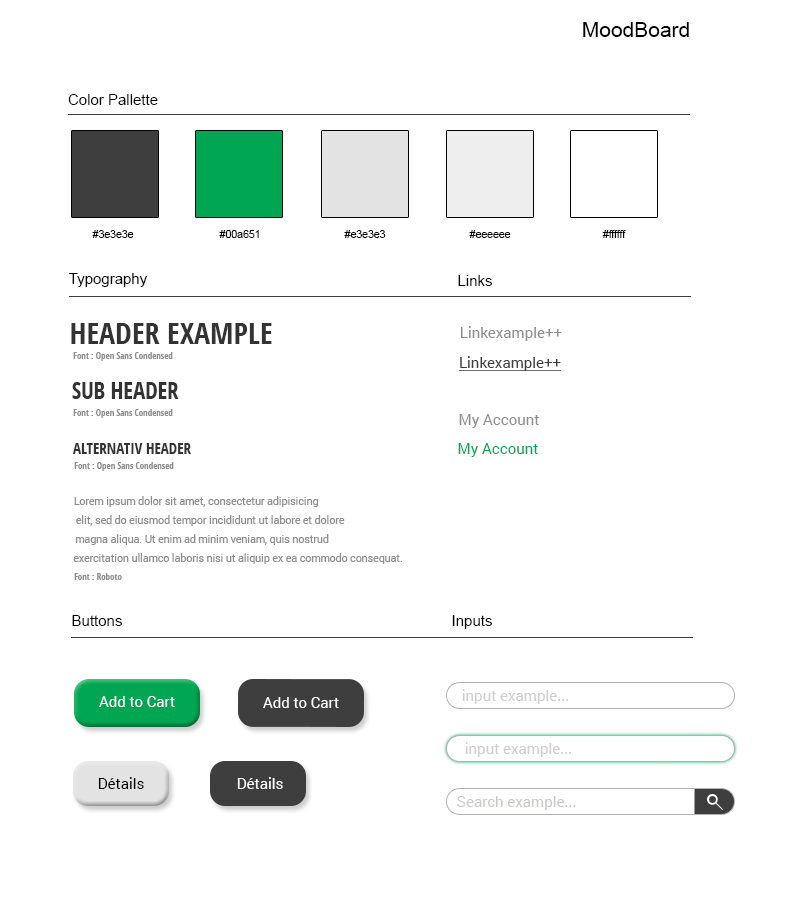 MoodBoard
Color Pallette
#3e3e3e
#00a651
#e3e3e3
#eeeeee
#ffffff
Typography
HEADER EXAMPLE
Font : Open Sans Condensed
SUB HEADER
Font : Open Sans Condensed
ALTERNATIV HEADER
Font : Open Sans Condensed
Lorem ipsum dolor sit amet, consectetur adipisicing
elit, sed do eiusmod tempor incididunt ut labore et dolore
magna aliqua. Ut enim ad minim veniam, quis nostrud
exercitation ullamco laboris nisi ut aliquip ex ea commodo consequat.
Font : Roboto
Links
Linkexample++
Linkexample++
My Account
My Account
Buttons
Add to Cart
Add to Cart
Détails
Détails
Inputs
input example...
input example...
Search example...